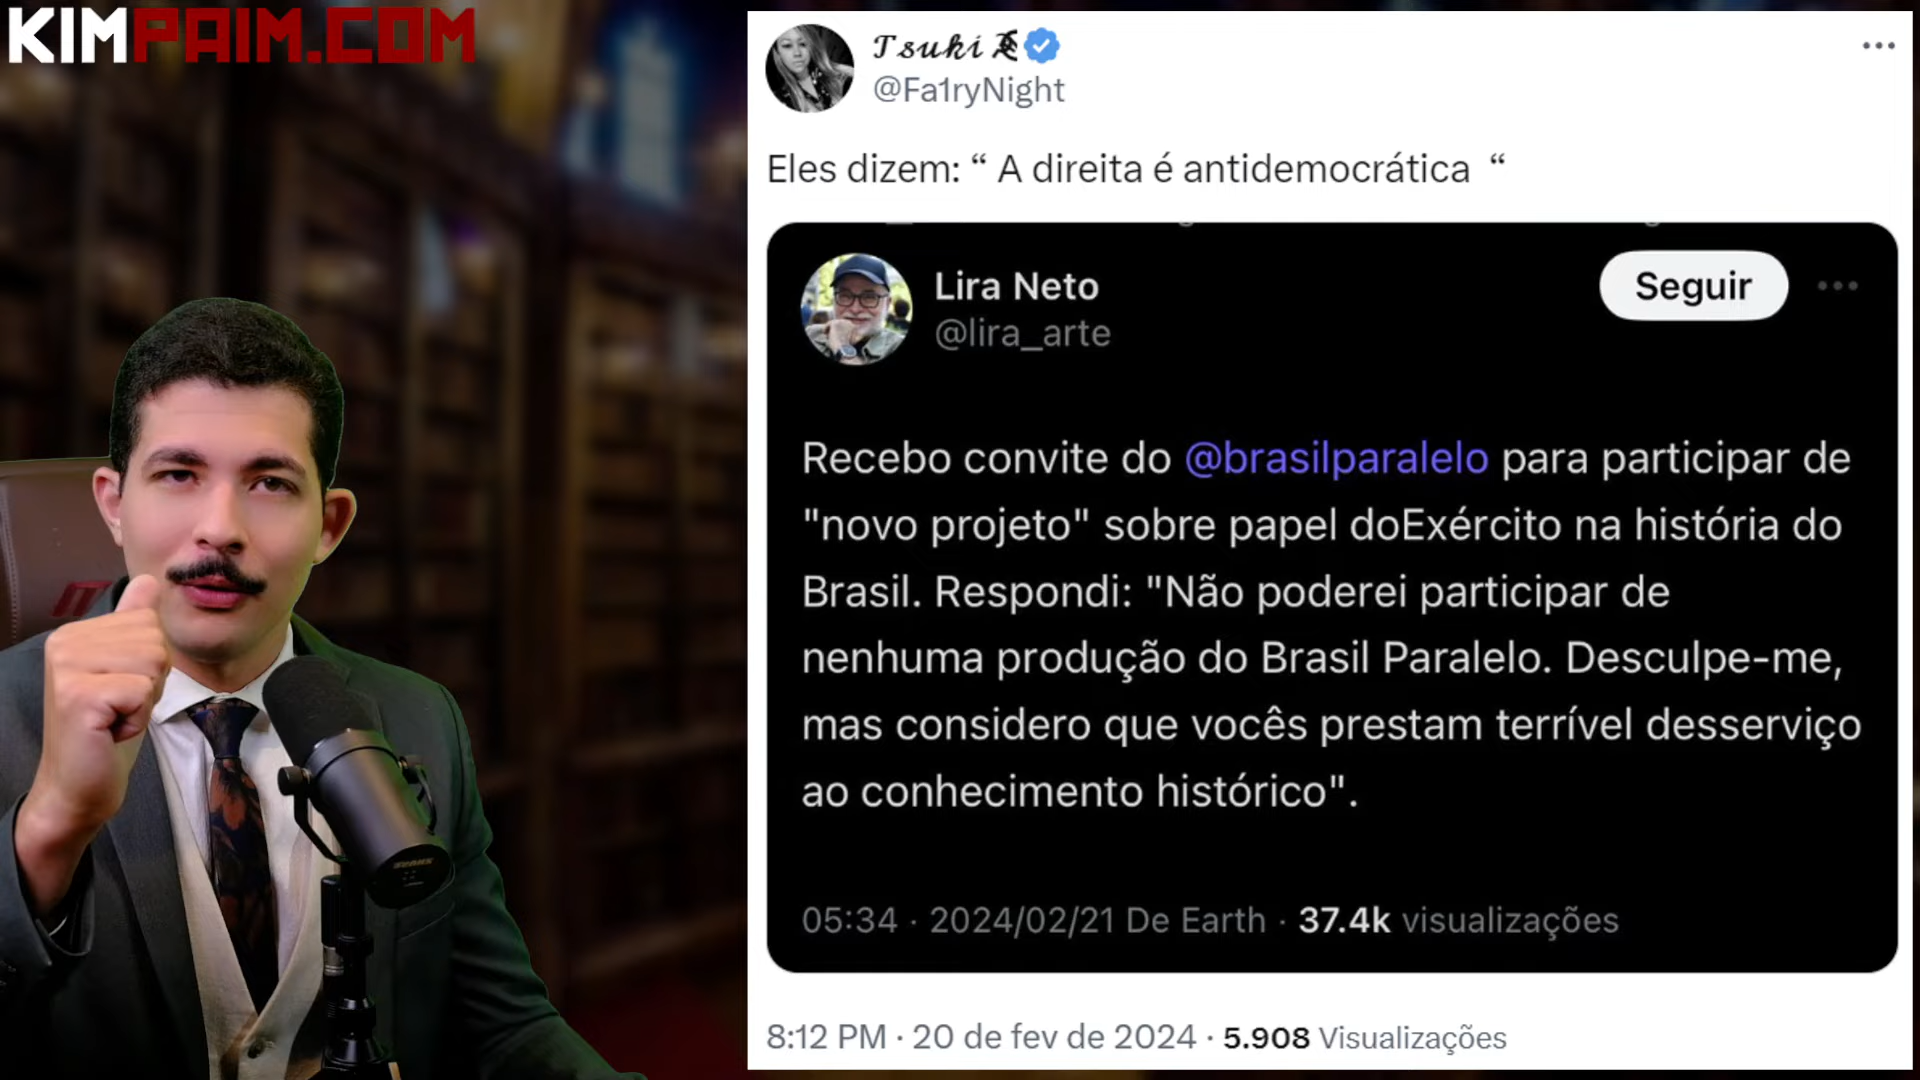 KIMPAIM.COM
Tsuki
@Fa1ryNight
Eles dizem: “ A direita é antidemocrática “
Lira Neto
@lira_arte
Seguir
Recebo convite do @brasilparalelo para participar de
"novo projeto" sobre papel doExército na história do
Brasil. Respondi: "Não poderei participar de
nenhuma produção do Brasil Paralelo. Desculpe-me,
mas considero que vocês prestam terrível desserviço
ao conhecimento histórico".
05:34 · 2024/02/21 De Earth · 37.4k visualizações
8:12 PM · 20 de fev de 2024 · 5.908 Visualizações